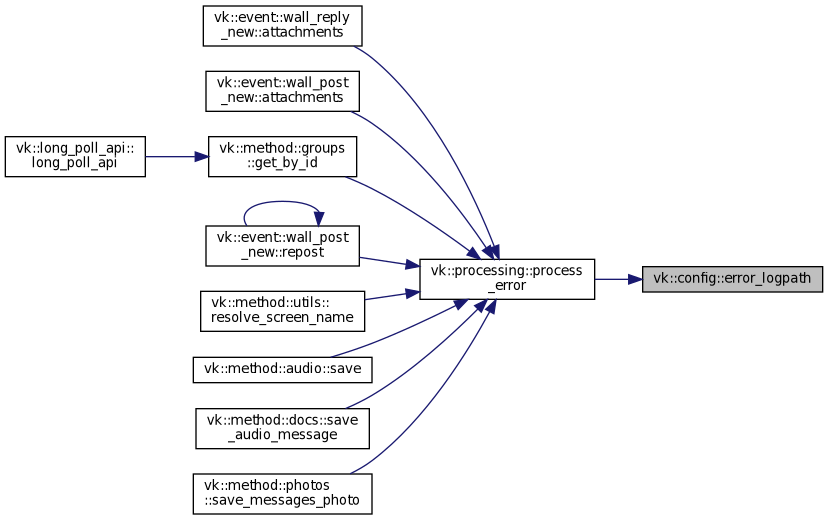 vk::event::wall_reply
_new::attachments
vk::event::wall_post
_new::attachments
vk::long_poll_api::
long_poll_api
vk::method::groups
::get_by_id
vk::event::wall_post
_new::repost
vk::processing::process
_error
vk::config::error_logpath
vk::method::utils::
resolve_screen_name
vk::method::audio::save
vk::method::docs::save
_audio_message
vk::method::photos
::save_messages_photo